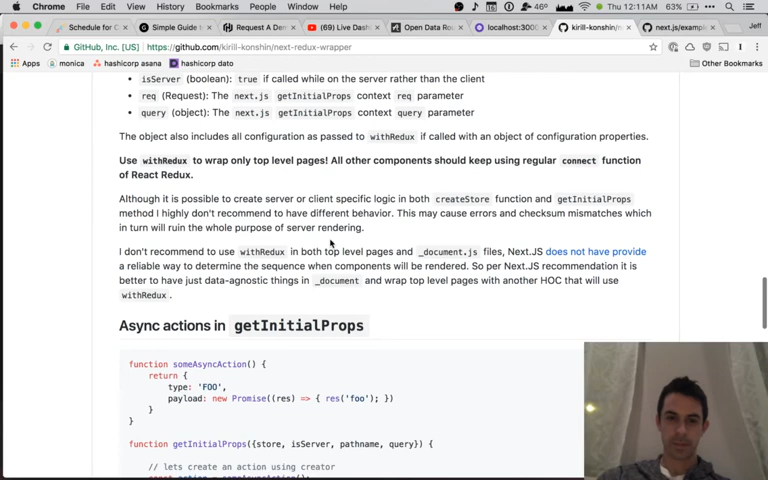 Chrome File Edit View History Bookmarks People Window Help 46° Thu 12:11AM 63%
Schedule for C Simple Guide to Request A Dem (69) Live Dash Open Data Rou localhost:3000 kirill-konshin/n next.js/exampl Jeff
GitHub, Inc. [US] https://github.com/kirill-konshin/next-redux-wrapper
Apps monica hashicorp asana hashicorp dato Other Bookmarks
• isServer (boolean): true if called while on the server rather than the client
• req (Request): The next.js getInitialProps context req parameter
• query (object): The next.js getInitialProps context query parameter
The object also includes all configuration as passed to withRedux if called with an object of configuration properties.
Use withRedux to wrap only top level pages! All other components should keep using regular connect function
of React Redux.
Although it is possible to create server or client specific logic in both createStore function and getInitialProps
method I highly don't recommend to have different behavior. This may cause errors and checksum mismatches which
in turn will ruin the whole purpose of server rendering.
I don't recommend to use withRedux in both top level pages and _document.js files, Next.JS does not have provide
a reliable way to determine the sequence when components will be rendered. So per Next.JS recommendation it is
better to have just data-agnostic things in _document and wrap top level pages with another HOC that will use
withRedux .
Async actions in getInitialProps
function someAsyncAction() {
return {
type: 'FOO',
payload: new Promise((res) => { res('foo'); })
}
}
function getInitialProps({store, isServer, pathname, query}) {
// lets create an action using creator